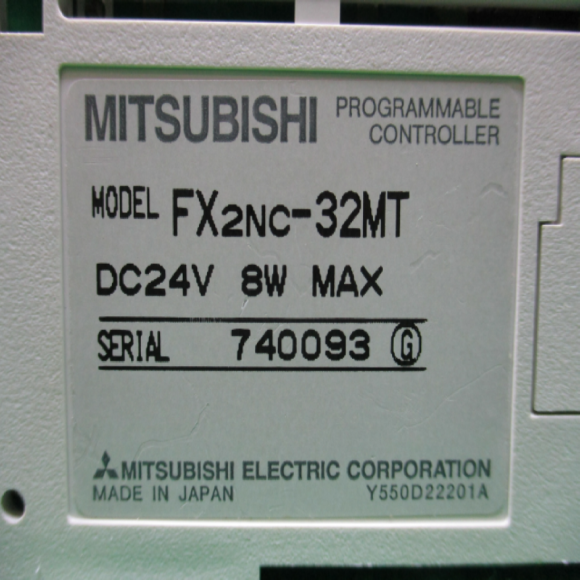 MITSUBISHI PROGRAMMABLE CONTROLLER
MODEL FX2NC-32MT
DC24V 8W MAX
SERIAL 740093 G
MITSUBISHI ELECTRIC CORPORATION
MADE IN JAPAN Y550D22201A